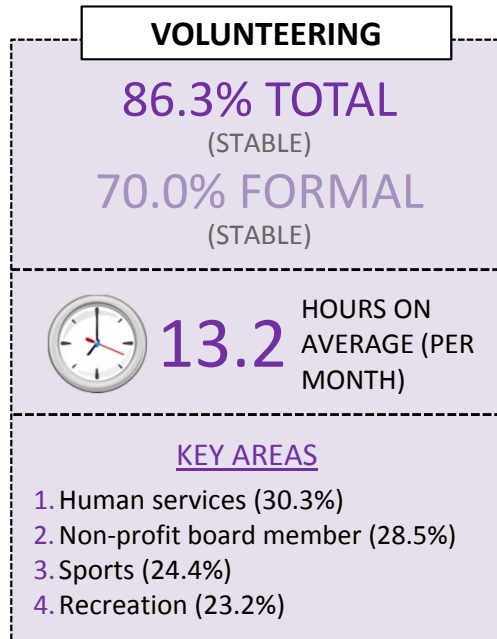 VOLUNTEERING
86.3% TOTAL
(STABLE)
70.0% FORMAL
(STABLE)
13.2
HOURS ON
AVERAGE (PER
MONTH)
KEY AREAS
1. Human services (30.3%)
2. Non-profit board member (28.5%)
3. Sports (24.4%)
4. Recreation (23.2%)